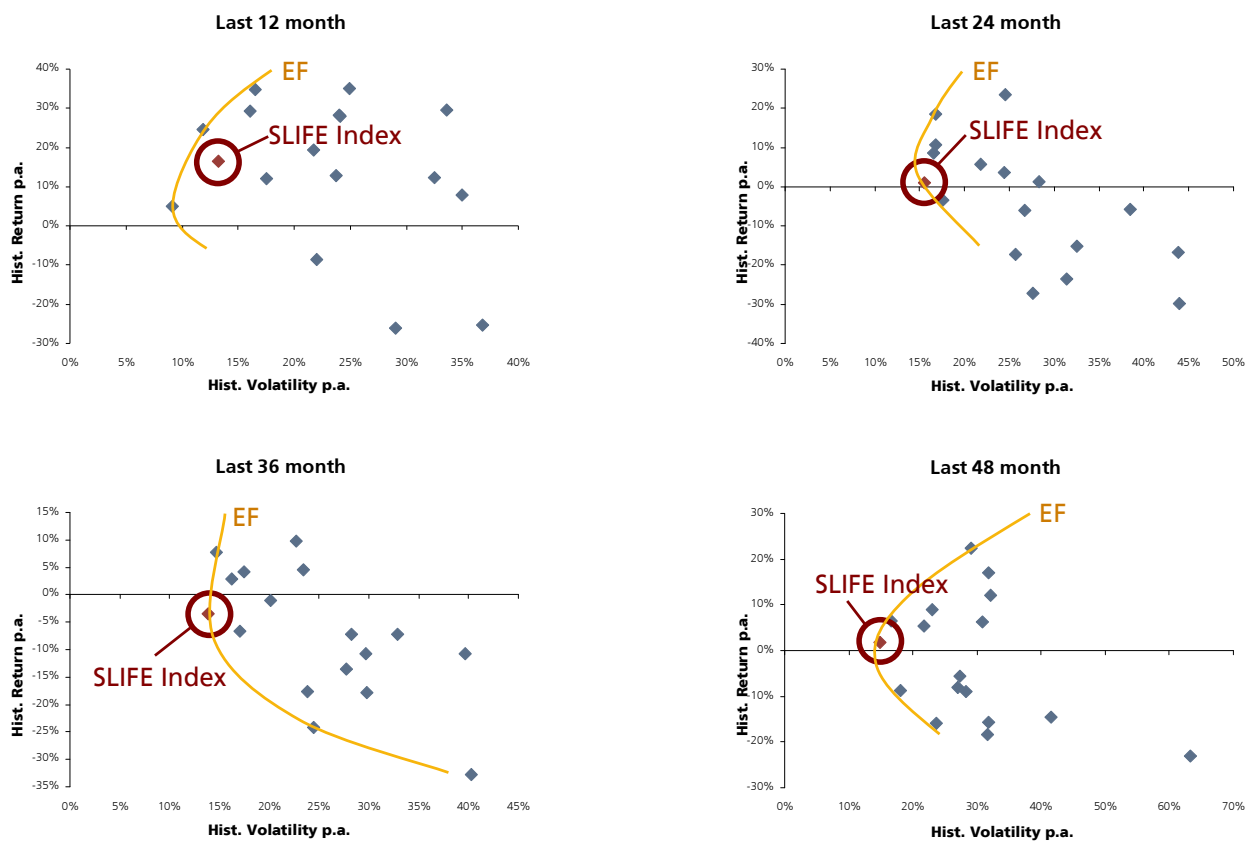 Last 12 month
40%
30%
20%
10%
0%
-10%
-20%
-30%
Hist. Return p.a.
EF
SLIFE Index
0% 5% 10% 15% 20% 25% 30% 35% 40%
Hist. Volatility p.a.
Last 24 month
30%
20%
10%
0%
-10%
-20%
-30%
-40%
Hist. Return p.a.
EF
SLIFE Index
0% 5% 10% 15% 20% 25% 30% 35% 40% 45% 50%
Hist. Volatility p.a.
Last 36 month
15%
10%
5%
0%
-5%
-10%
-15%
-20%
-25%
-30%
-35%
Hist. Return p.a.
EF
SLIFE Index
0% 5% 10% 15% 20% 25% 30% 35% 40% 45%
Hist. Volatility p.a.
Last 48 month
30%
20%
10%
0%
-10%
-20%
-30%
Hist. Return p.a.
EF
SLIFE Index
0% 10% 20% 30% 40% 50% 60% 70%
Hist. Volatility p.a.